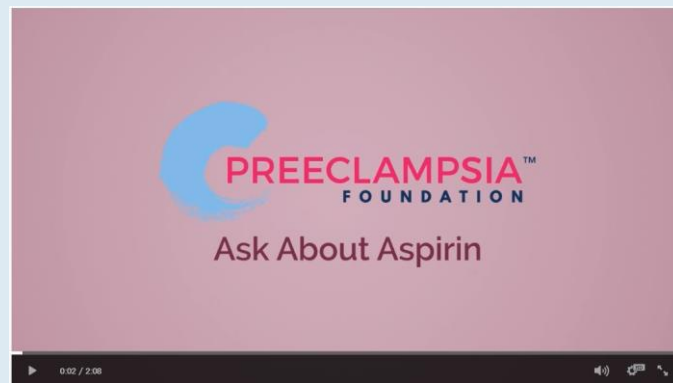 PREECLAMPSIA™
FOUNDATION
Ask About Aspirin
0:02 / 2:08